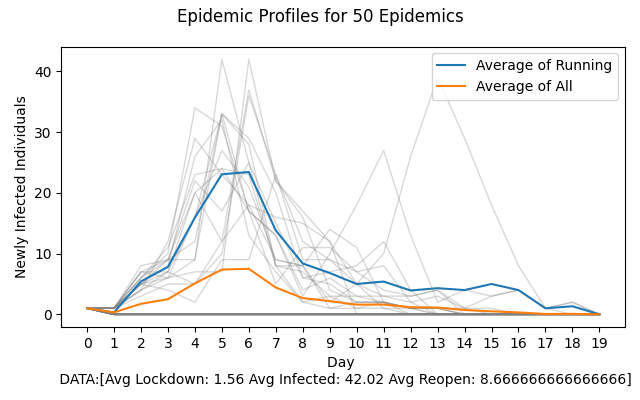 Epidemic Profiles for 50 Epidemics
Average of Running
Average of All
Newly Infected Individuals
40
30
20
10
0
0 1 2 3 4 5 6 7 8 9 10 11 12 13 14 15 16 17 18 19
Day
DATA:[Avg Lockdown: 1.56 Avg Infected: 42.02 Avg Reopen: 8.666666666666666]